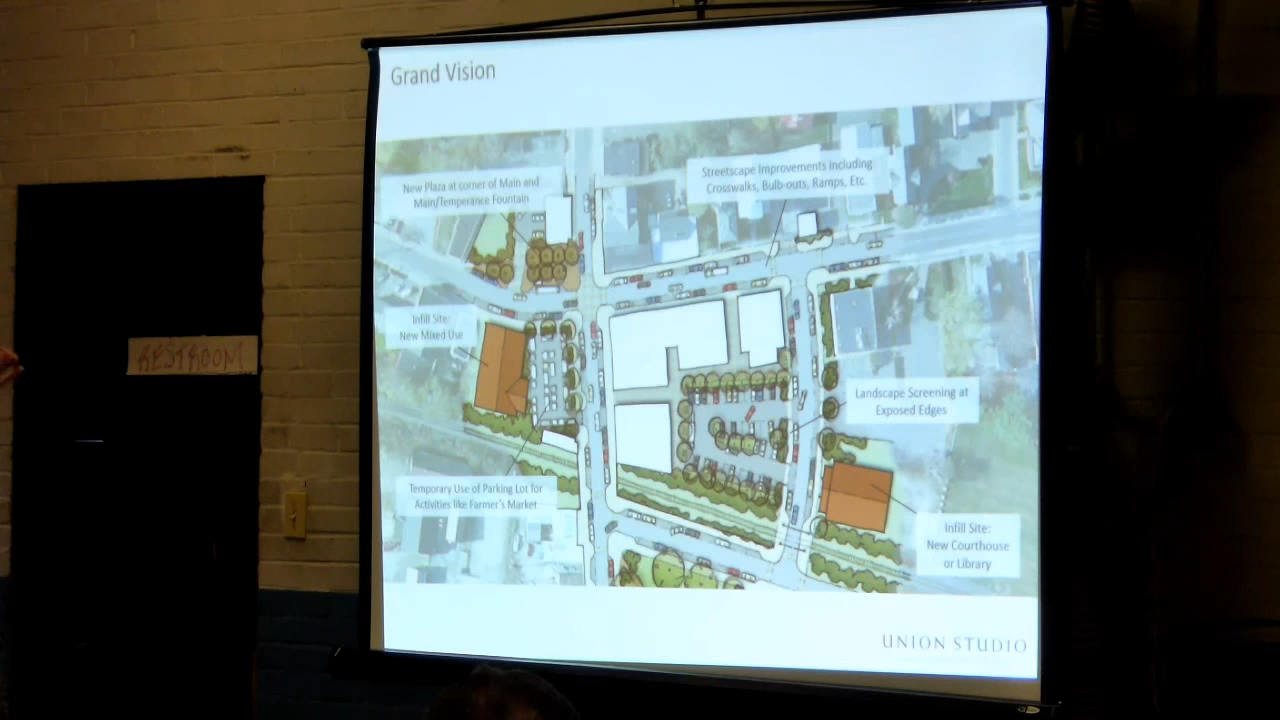 Grand Vision
New Plaza at corner of Main and
Main/Temperance Fountain
Streetscape Improvements including
Crosswalks, Bulb-outs, Ramps, Etc.
Infill Site:
New Mixed Use
RESTROOM
Landscape Screening at
Exposed Edges
Temporary Use of Parking Lot for
Activities like Farmer's Market
Infill Site:
New Courthouse
or Library
UNION STUDIO